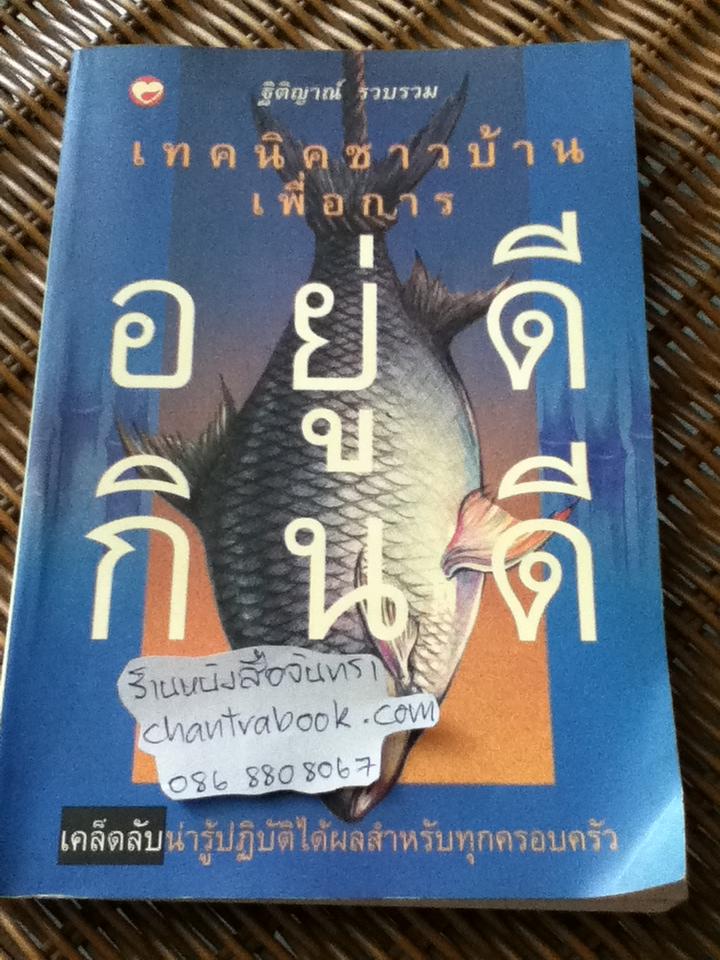 ฐิติญาณ์ รวบรวม
เทคนิคชาวบ้าน
เพื่อการ
อยู่ดี
กินดี
ร้านหนังสือจันทรา
chantrabook.com
086 8808067
เคล็ดลับน่ารู้ปฏิบัติได้ผลสำหรับทุกครอบครัว